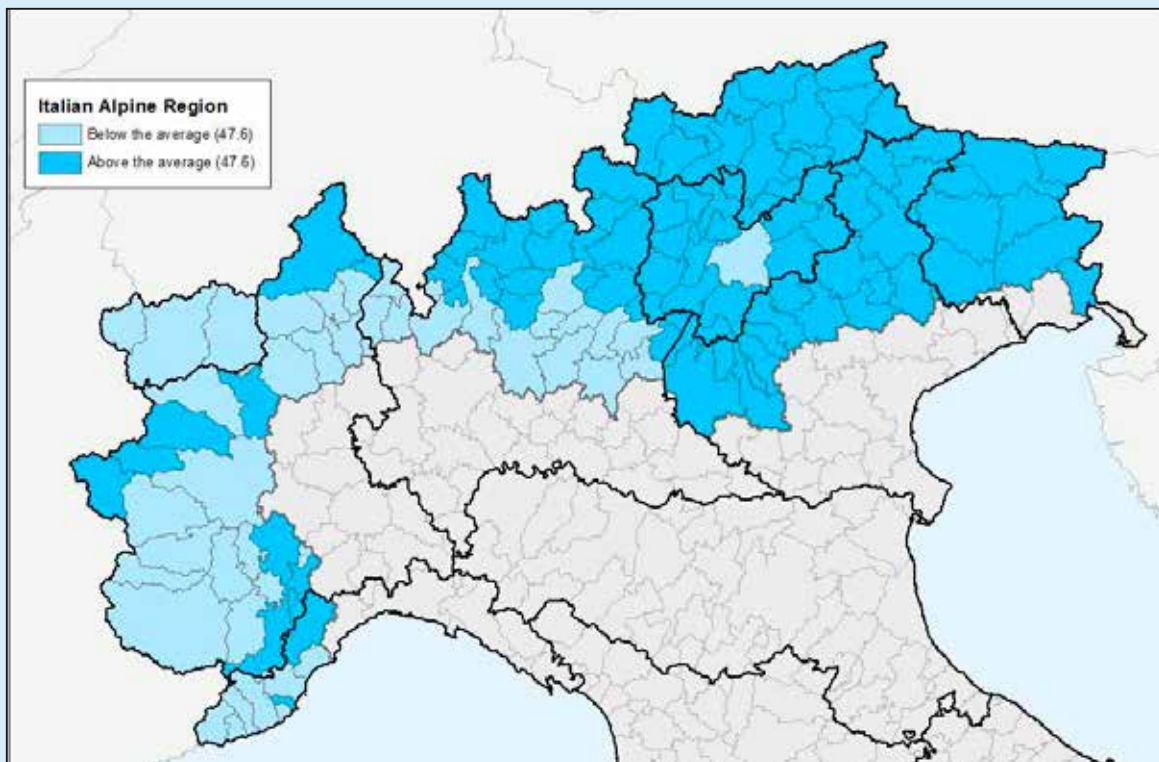 Italian Alpine Region
Below the average (47.6)
Above the average (47.6)